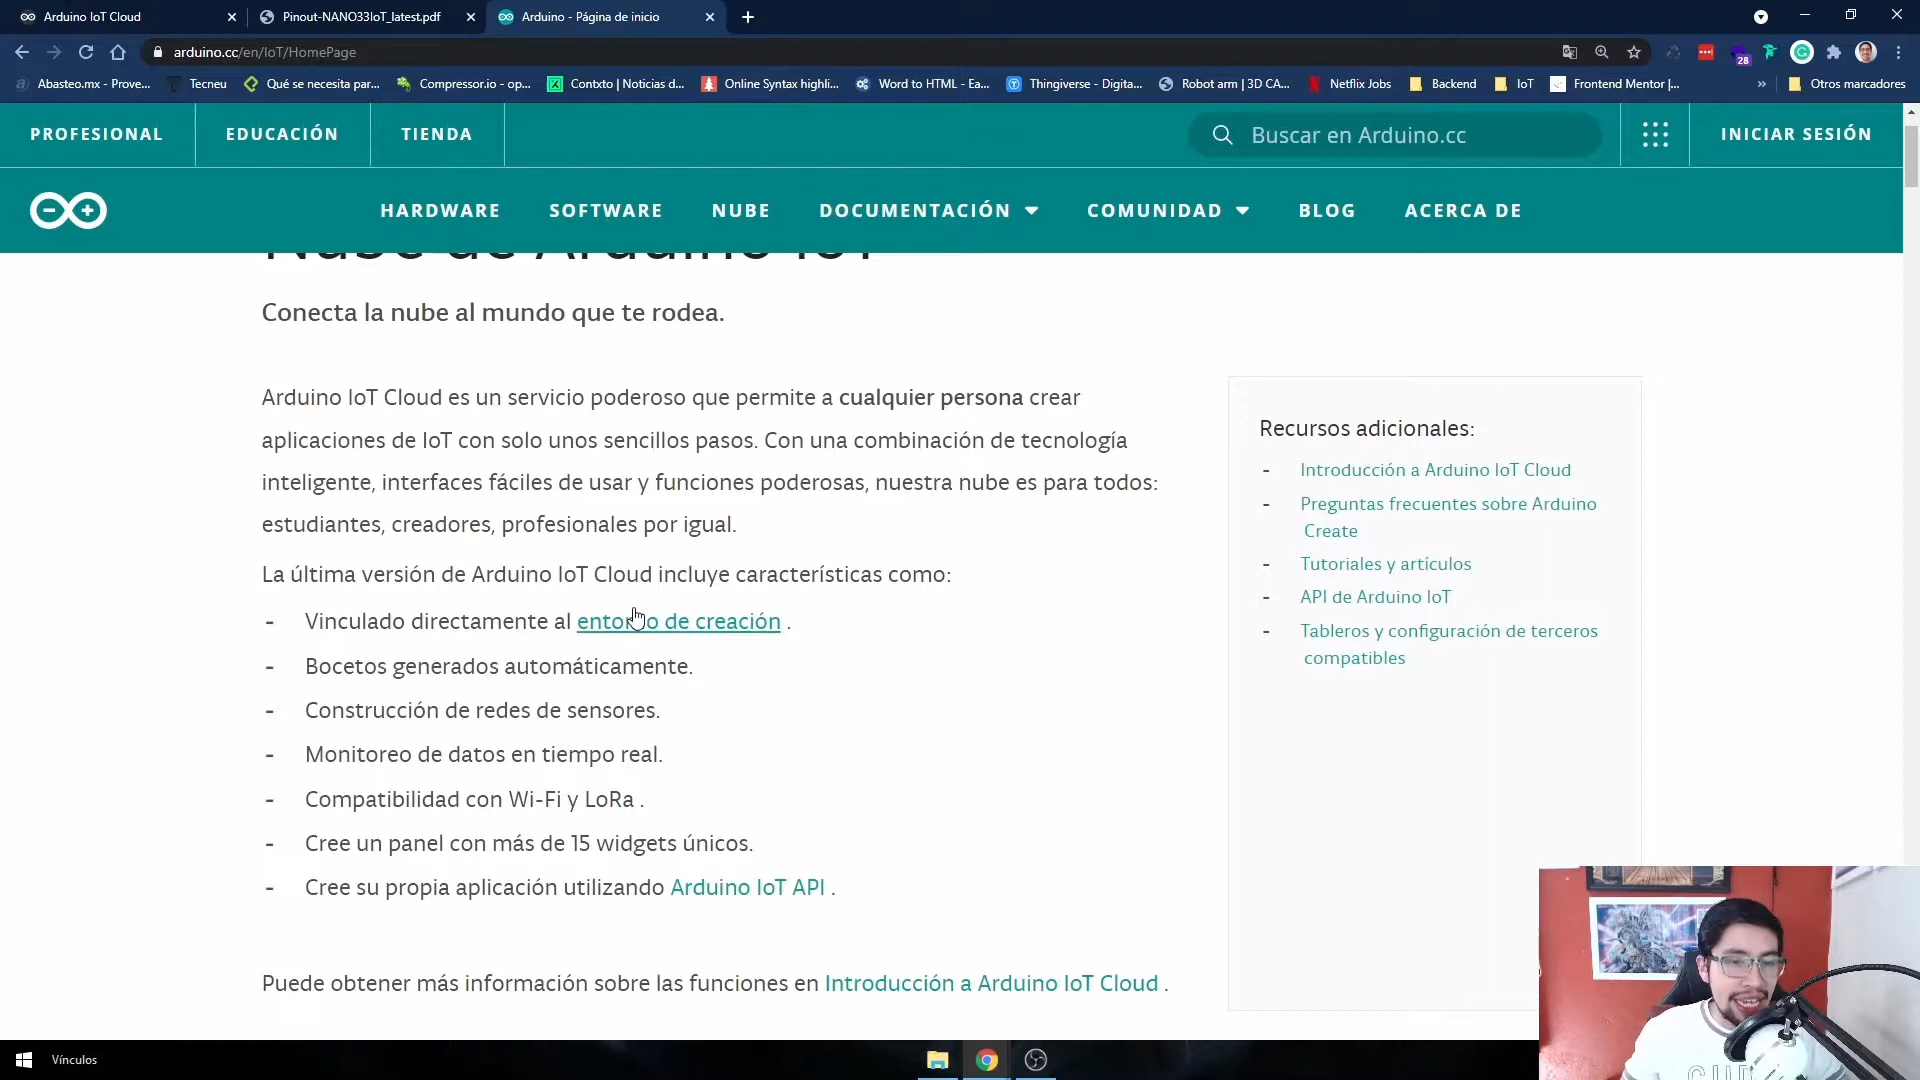 Arduino IoT Cloud
Pinout-NANO33IoT_latest.pdf
Arduino - Página de inicio
arduino.cc/en/IoT/HomePage
28
Abasteo.mx - Prove...
Tecneu
Qué se necesita par...
Compressor.io - op...
Contxto | Noticias d...
Online Syntax highli...
Word to HTML - Ea...
Thingiverse - Digita...
Robot arm | 3D CA...
Netflix Jobs
Backend
IoT
Frontend Mentor |...
»
Otros marcadores
PROFESIONAL
EDUCACIÓN
TIENDA
Buscar en Arduino.cc
INICIAR SESIÓN
HARDWARE
SOFTWARE
NUBE
DOCUMENTACIÓN
COMUNIDAD
BLOG
ACERCA DE
Nube de Arduino IoT
Conecta la nube al mundo que te rodea.
Arduino IoT Cloud es un servicio poderoso que permite a cualquier persona crear
aplicaciones de IoT con solo unos sencillos pasos. Con una combinación de tecnología
inteligente, interfaces fáciles de usar y funciones poderosas, nuestra nube es para todos:
estudiantes, creadores, profesionales por igual.
La última versión de Arduino IoT Cloud incluye características como:
- Vinculado directamente al entorno de creación .
- Bocetos generados automáticamente.
- Construcción de redes de sensores.
- Monitoreo de datos en tiempo real.
- Compatibilidad con Wi-Fi y LoRa .
- Cree un panel con más de 15 widgets únicos.
- Cree su propia aplicación utilizando Arduino IoT API .
Puede obtener más información sobre las funciones en Introducción a Arduino IoT Cloud .
Recursos adicionales:
- Introducción a Arduino IoT Cloud
- Preguntas frecuentes sobre Arduino
Create
- Tutoriales y artículos
- API de Arduino IoT
- Tableros y configuración de terceros
compatibles
Vínculos